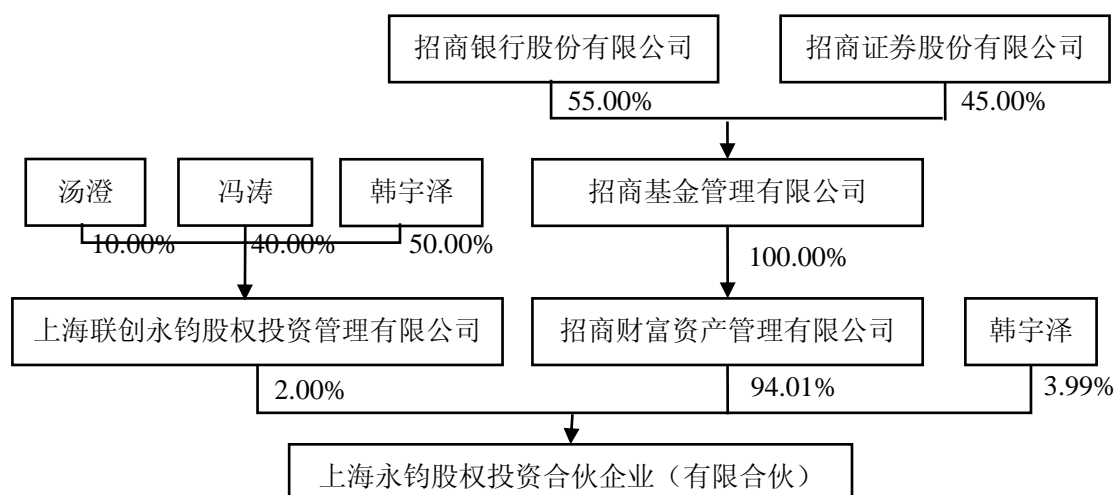 招商银行股份有限公司
招商证券股份有限公司
55.00%
45.00%
汤澄
冯涛
韩宇泽
招商基金管理有限公司
10.00%
40.00%
50.00%
100.00%
上海联创永钧股权投资管理有限公司
招商财富资产管理有限公司
韩宇泽
2.00%
94.01%
3.99%
上海永钧股权投资合伙企业（有限合伙）